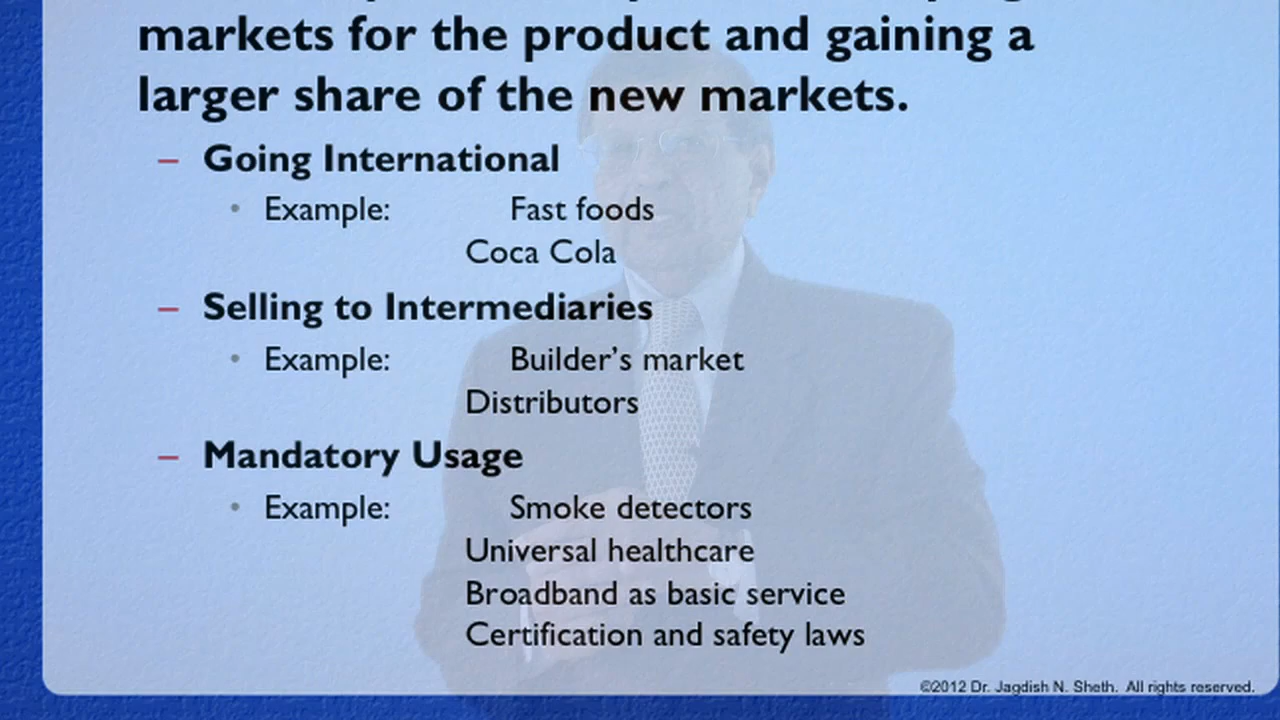 markets for the product and gaining a
larger share of the new markets.
– Going International
• Example: Fast foods
Coca Cola
– Selling to Intermediaries
• Example: Builder’s market
Distributors
– Mandatory Usage
• Example: Smoke detectors
Universal healthcare
Broadband as basic service
Certification and safety laws
©2012 Dr. Jagdish N. Sheth. All rights reserved.